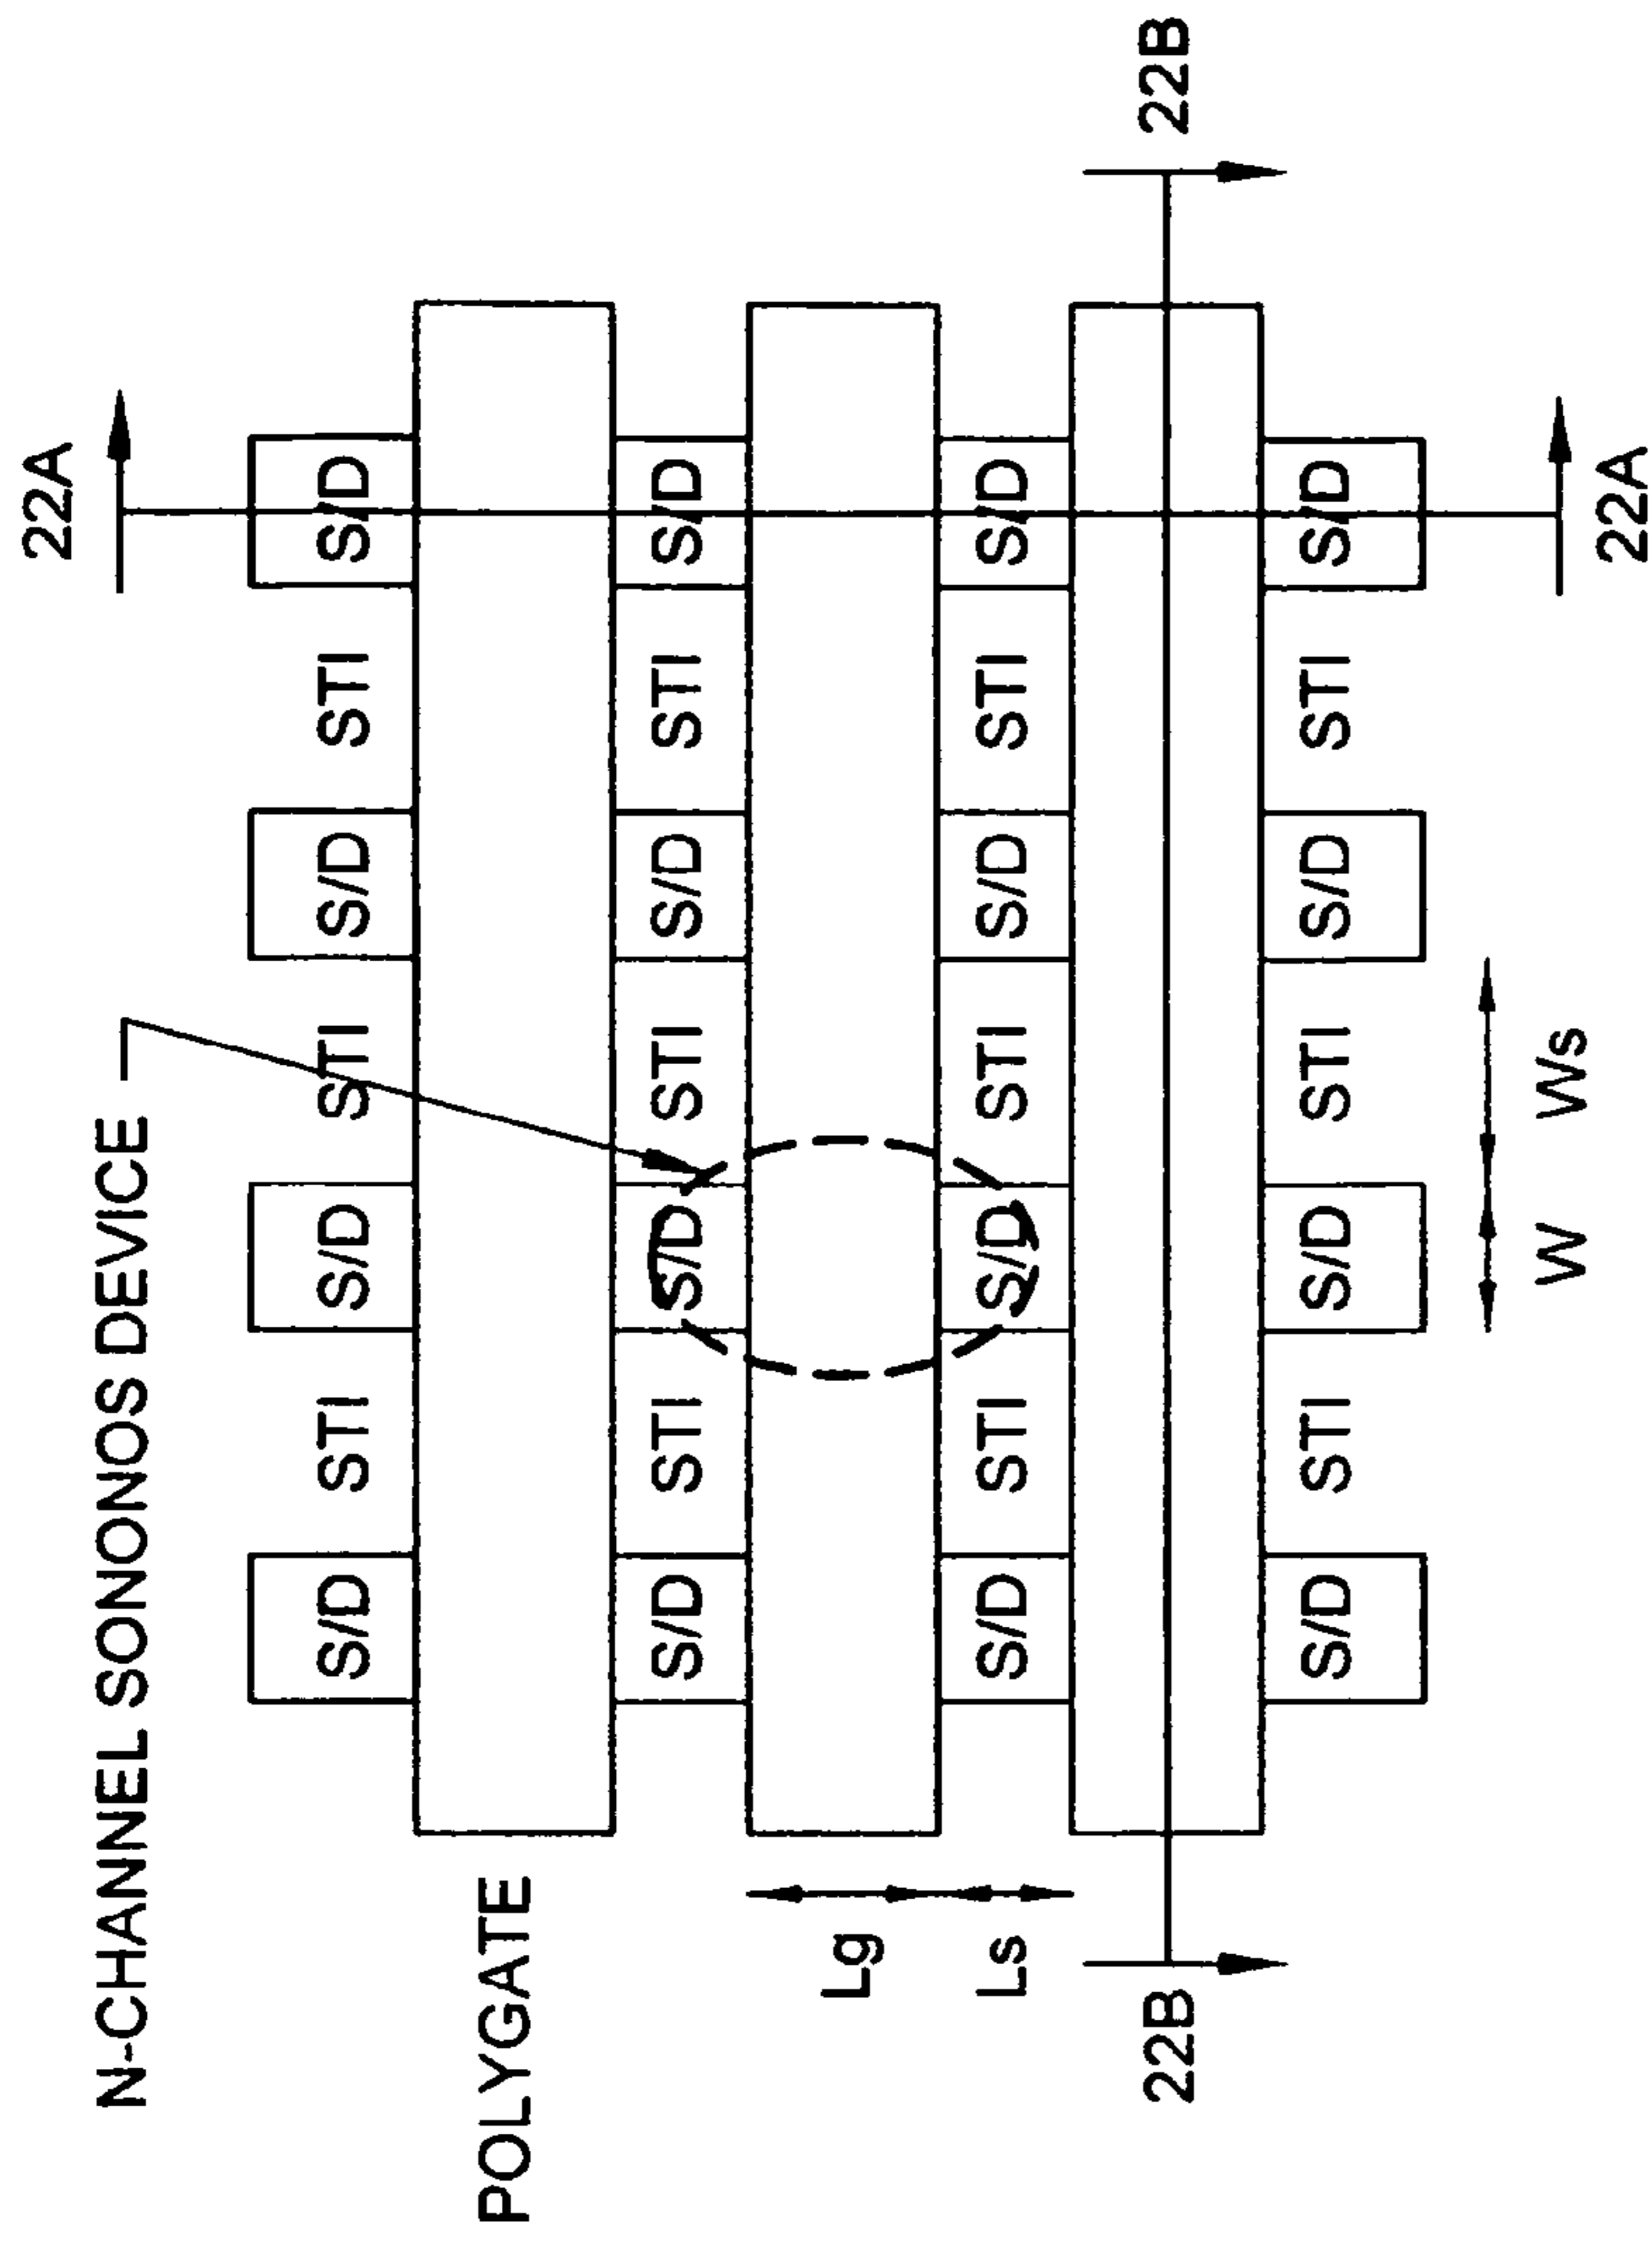 22A
N-CHANNEL SONONOS DEVICE
S/D STI S/D STI S/D STI S/D
POLYGATE
S/D STI S/D STI S/D STI S/D
Lg
Ls S/D STI S/D STI S/D STI S/D
22B 22B
S/D STI S/D STI S/D STI S/D
W Ws
22A